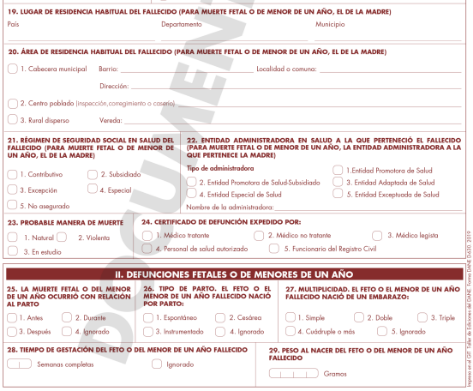 19. LUGAR DE RESIDENCIA HABITUAL DEL FALLECIDO (PARA MUERTE FETAL O DE MENOR DE UN AÑO, EL DE LA MADRE)
País Departamento Municipio
20. ÁREA DE RESIDENCIA HABITUAL DEL FALLECIDO (PARA MUERTE FETAL O DE MENOR DE UN AÑO, EL DE LA MADRE)
1. Cabecera municipal Barrio: Localidad o comuna:
Dirección:
2. Centro poblado (inspección, corregimiento o caserío)
3. Rural disperso Vereda:
21. RÉGIMEN DE SEGURIDAD SOCIAL EN SALUD DEL
FALLECIDO (PARA MUERTE FETAL O DE MENOR DE
UN AÑO, EL DE LA MADRE)
1. Contributivo 2. Subsidiado
3. Excepción 4. Especial
5. No asegurado
22. ENTIDAD ADMINISTRADORA EN SALUD A LA QUE PERTENECIÓ EL FALLECIDO
(PARA MUERTE FETAL O DE MENOR DE UN AÑO, LA ENTIDAD ADMINISTRADORA A LA
QUE PERTENECE LA MADRE)
Tipo de administradora 1.Entidad Promotora de Salud
2. Entidad Promotora de Salud-Subsidiado 3. Entidad Adaptada de Salud
4. Entidad Especial de Salud 5. Entidad Exceptuada de Salud
Nombre de la administradora:
23. PROBABLE MANERA DE MUERTE
1. Natural 2. Violenta
3. En estudio
24. CERTIFICADO DE DEFUNCIÓN EXPEDIDO POR:
1. Médico tratante 2. Médico no tratante 3. Médico legista
4. Personal de salud autorizado 5. Funcionario del Registro Civil
II. DEFUNCIONES FETALES O DE MENORES DE UN AÑO
25. LA MUERTE FETAL O DEL MENOR
DE UN AÑO OCURRIÓ CON RELACIÓN
AL PARTO
1. Antes 2. Durante
3. Después 4. Ignorado
26. TIPO DE PARTO. EL FETO O EL
MENOR DE UN AÑO FALLECIDO NACIÓ
POR PARTO:
1. Espontáneo 2. Cesárea
3. Instrumentado 4. Ignorado
27. MULTIPLICIDAD. EL FETO O EL MENOR DE UN AÑO
FALLECIDO NACIÓ DE UN EMBARAZO:
1. Simple 2. Doble 3. Triple
4. Cuádruple o más 5. Ignorado
28. TIEMPO DE GESTACIÓN DEL FETO O DEL MENOR DE UN AÑO FALLECIDO
Semanas completas Ignorado
29. PESO AL NACER DEL FETO O DEL MENOR DE UN AÑO
FALLECIDO
Gramos
DOCUMEN